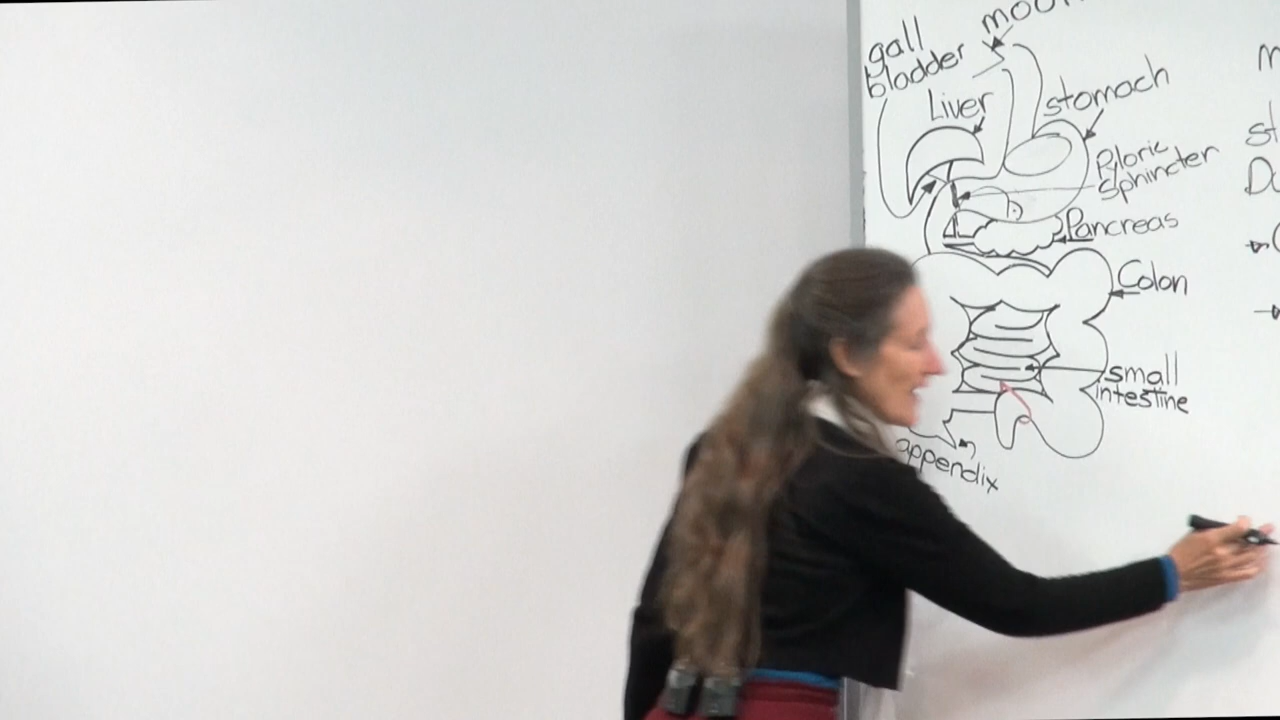 gall
bladder
Liver
stomach
Pyloric
Sphincter
Pancreas
Colon
small
intestine
appendix